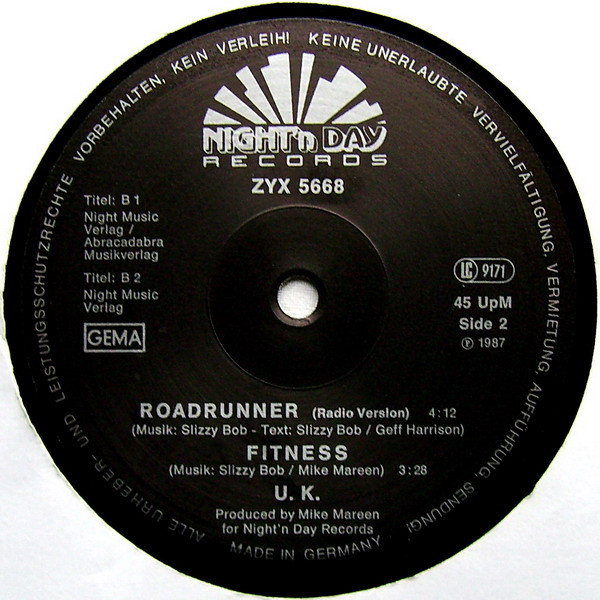 ALLE URHEBER- UND LEISTUNGSSCHUTZRECHTE VORBEHALTEN, KEIN VERLEIH! KEINE UNERLAUBTE VERVIELFÄLTIGUNG, VERMIETUNG, AUFFÜHRUNG, SENDUNG!
NIGHT'n DAY
RECORDS
ZYX 5668
Titel: B 1
Night Music
Verlag /
Abracadabra
Musikverlag
Titel: B 2
Night Music
Verlag
GEMA
LC 9171
45 UpM
Side 2
℗ 1987
ROADRUNNER (Radio Version) 4:12
(Musik: Slizzy Bob - Text: Slizzy Bob / Geff Harrison)
FITNESS
(Musik: Slizzy Bob / Mike Mareen) 3:28
U. K.
Produced by Mike Mareen
for Night'n Day Records
MADE IN GERMANY